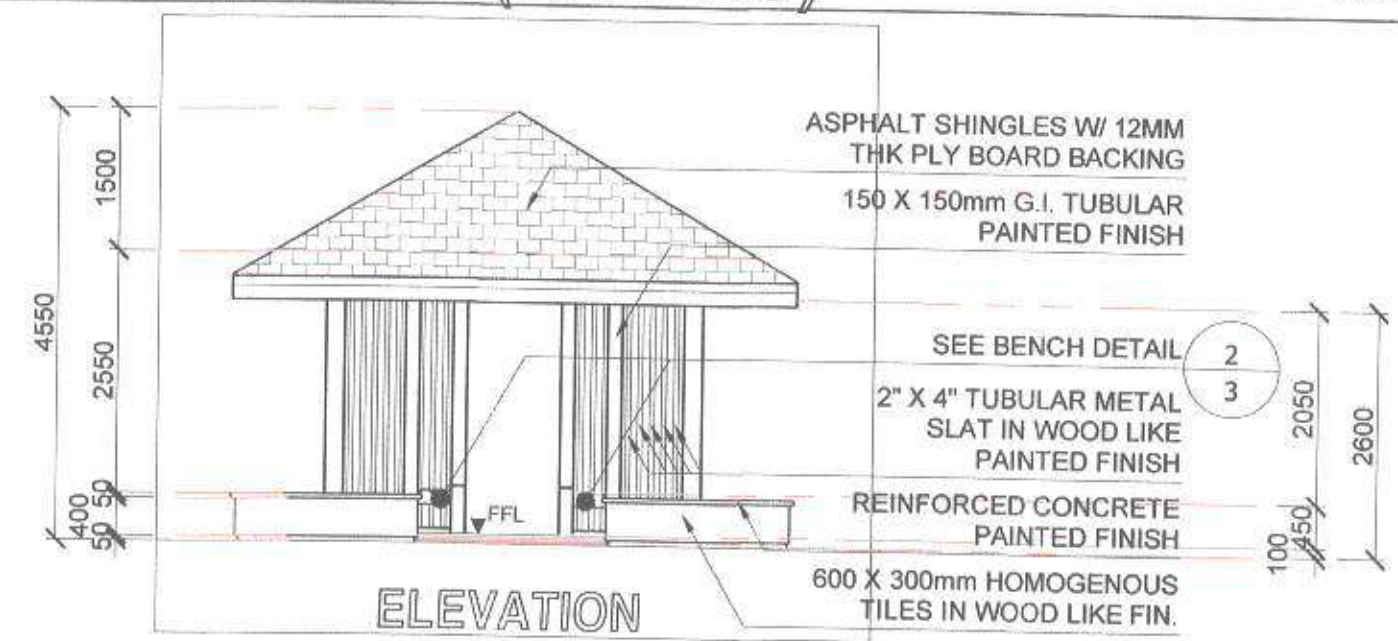 ASPHALT SHINGLES W/ 12MM
THK PLY BOARD BACKING
150 X 150mm G.I. TUBULAR
PAINTED FINISH
SEE BENCH DETAIL
2
3
2" X 4" TUBULAR METAL
SLAT IN WOOD LIKE
PAINTED FINISH
REINFORCED CONCRETE
PAINTED FINISH
600 X 300mm HOMOGENOUS
TILES IN WOOD LIKE FIN.
4550
1500
2550
50
400
50
FFL
2050
2600
450
100
ELEVATION